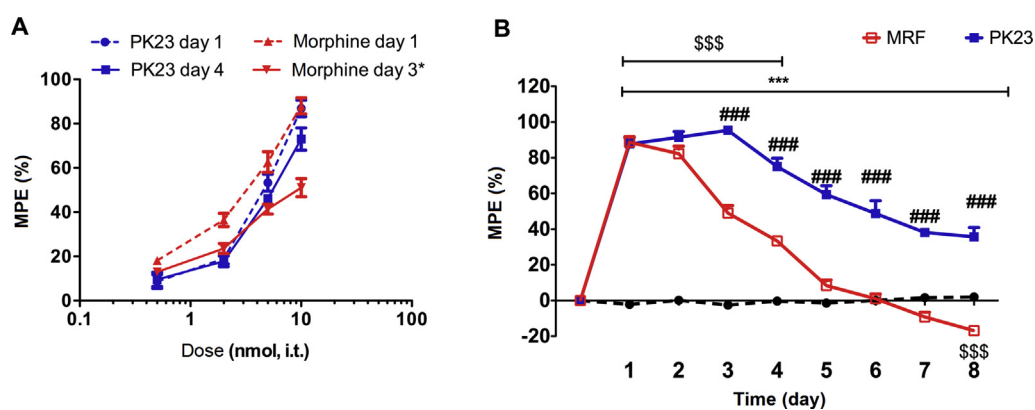 A
PK23 day 1
Morphine day 1
PK23 day 4
Morphine day 3*
100
80
60
40
20
0
MPE (%)
0.1
1
10
100
Dose (nmol, i.t.)
B
MRF
PK23
$$$
***
120
100
80
60
40
20
0
-20
MPE (%)
###
###
###
###
###
###
$$$
1
2
3
4
5
6
7
8
Time (day)